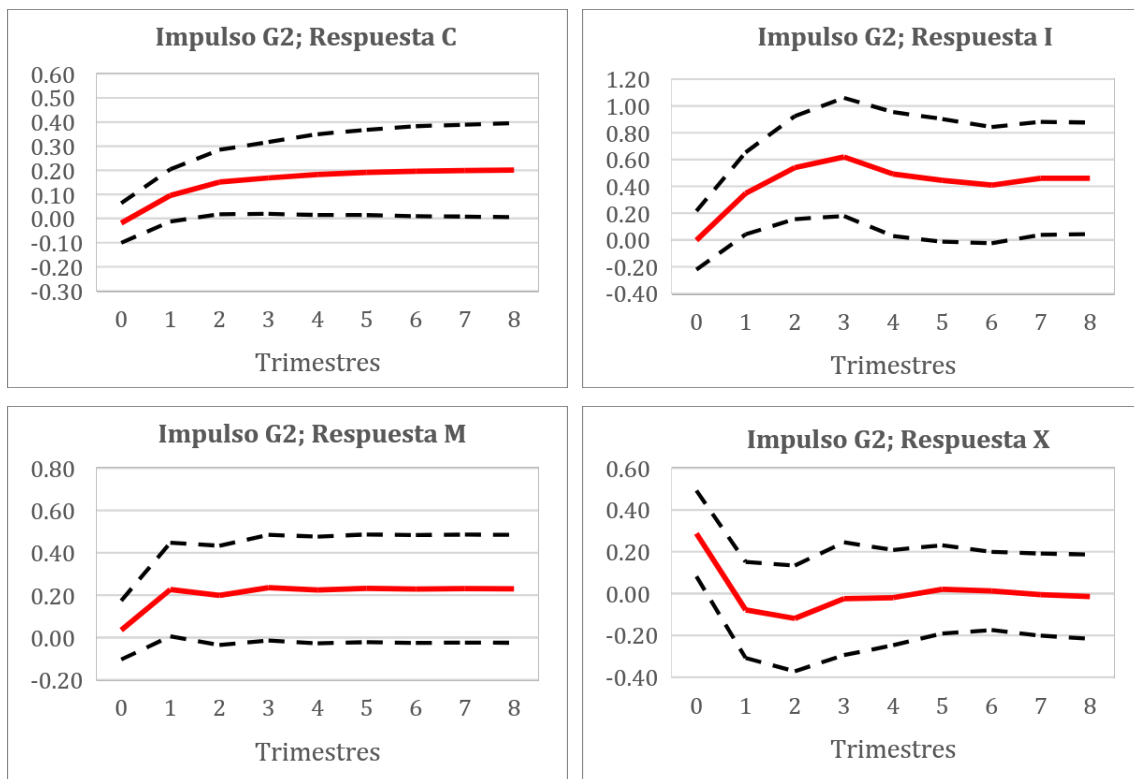 Impulso G2; Respuesta C
0.60
0.50
0.40
0.30
0.20
0.10
0.00
-0.10
-0.20
-0.30
0 1 2 3 4 5 6 7 8
Trimestres
Impulso G2; Respuesta I
1.20
1.00
0.80
0.60
0.40
0.20
0.00
-0.20
-0.40
0 1 2 3 4 5 6 7 8
Trimestres
Impulso G2; Respuesta M
0.80
0.60
0.40
0.20
0.00
-0.20
0 1 2 3 4 5 6 7 8
Trimestres
Impulso G2; Respuesta X
0.60
0.40
0.20
0.00
-0.20
-0.40
0 1 2 3 4 5 6 7 8
Trimestres